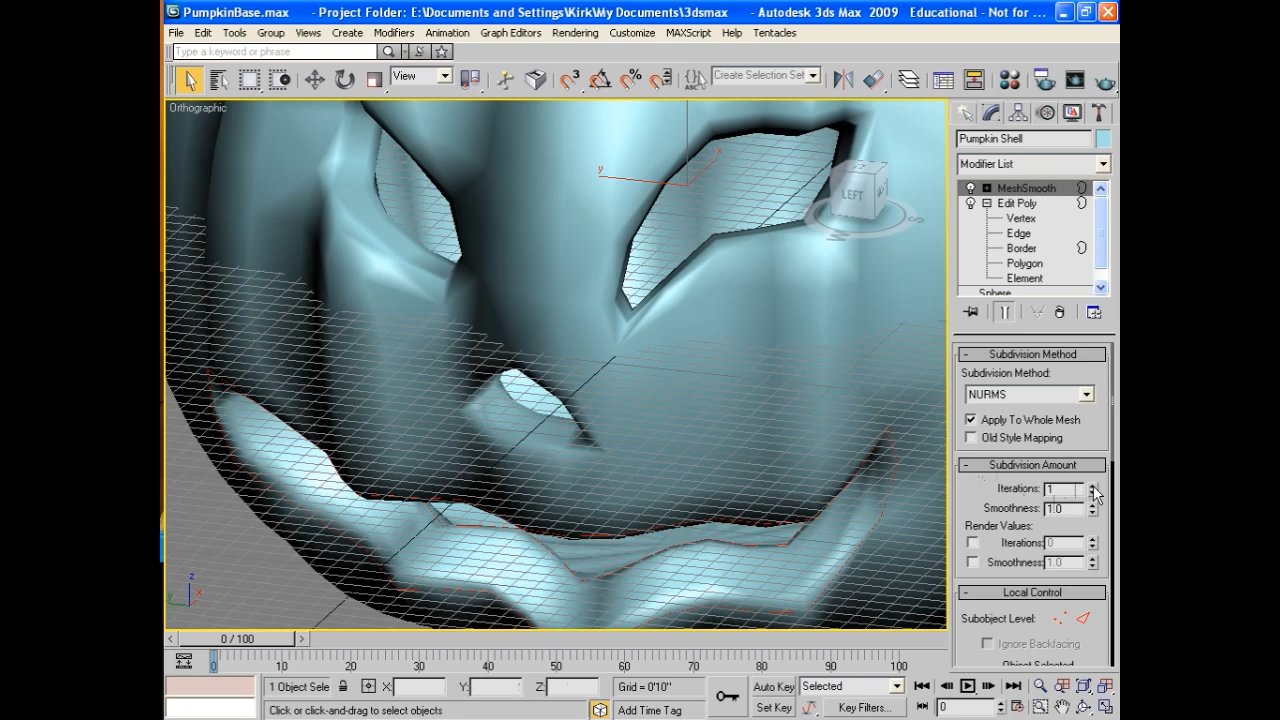 PumpkinBase.max - Project Folder: E:\Documents and Settings\Kirk\My Documents\3dsmax - Autodesk 3ds Max 2009 Educational - Not for ...
File Edit Tools Group Views Create Modifiers Animation Graph Editors Rendering Customize MAXScript Help Tentacles
Type a keyword or phrase
View
Create Selection Set
Orthographic
x
y
LEFT
S
Pumpkin Shell
Modifier List
MeshSmooth
Edit Poly
Vertex
Edge
Border
Polygon
Element
Sphere
- Subdivision Method
Subdivision Method:
NURMS
Apply To Whole Mesh
Old Style Mapping
- Subdivision Amount
Iterations: 1
Smoothness: 1.0
Render Values:
Iterations: 0
Smoothness: 1.0
- Local Control
Subobject Level:
Ignore Backfacing
Object Selected
z
x
y
< 0 / 100 >
0 10 20 30 40 50 60 70 80 90 100
1 Object Sele X: Y: Z: Grid = 0'10" Auto Key Selected
Click or click-and-drag to select objects Add Time Tag Set Key Key Filters... 0